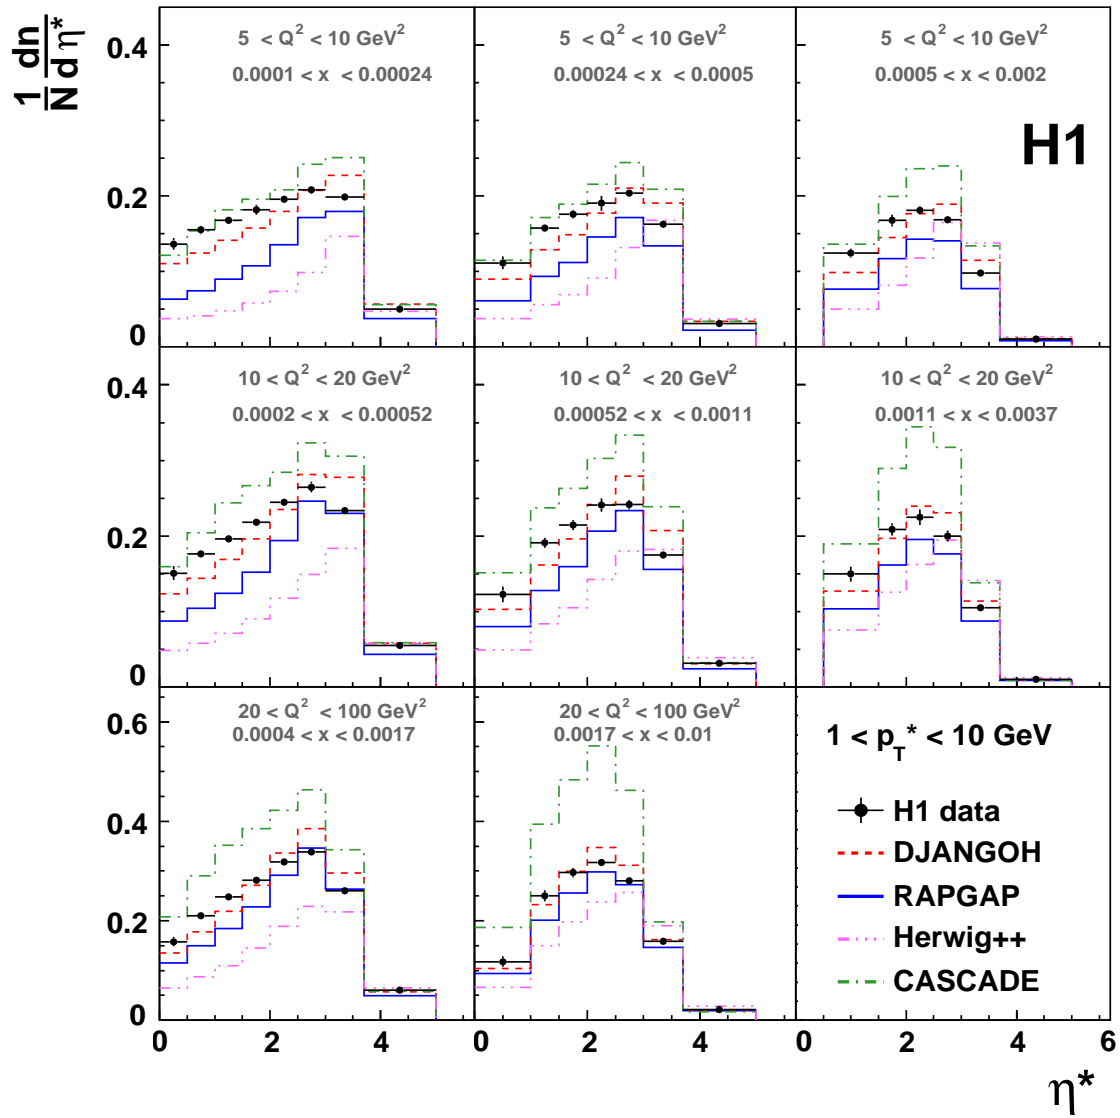 1/N dn/dη*
5 < Q² < 10 GeV²
0.0001 < x < 0.00024
5 < Q² < 10 GeV²
0.00024 < x < 0.0005
5 < Q² < 10 GeV²
0.0005 < x < 0.002
H1
0.4
0.2
0
10 < Q² < 20 GeV²
0.0002 < x < 0.00052
10 < Q² < 20 GeV²
0.00052 < x < 0.0011
10 < Q² < 20 GeV²
0.0011 < x < 0.0037
0.4
0.2
0
20 < Q² < 100 GeV²
0.0004 < x < 0.0017
20 < Q² < 100 GeV²
0.0017 < x < 0.01
0.6
0.4
0.2
0
1 < p_T* < 10 GeV
H1 data
DJANGOH
RAPGAP
Herwig++
CASCADE
0 2 4 0 2 4 0 2 4 6
η*